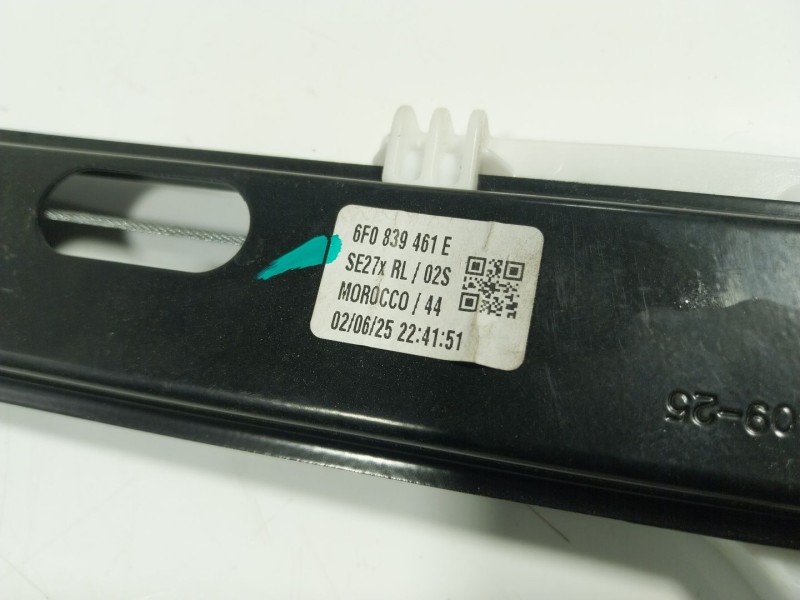 6F0 839 461 E
SE27x RL / 02S
MOROCCO / 44
02/06/25 22:41:51
09-25